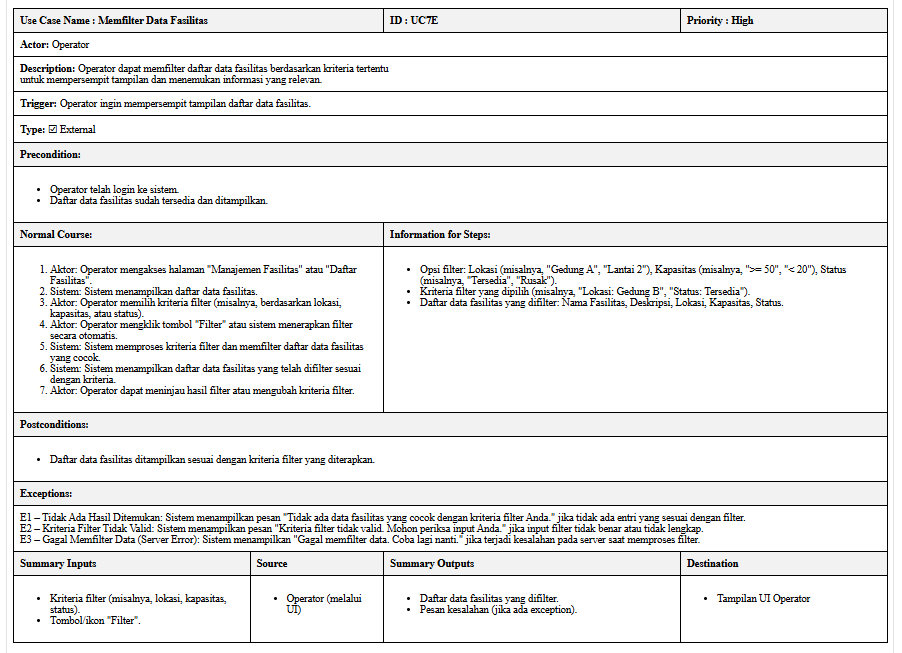 Use Case Name : Memfilter Data Fasilitas
ID : UC7E
Priority : High
Actor: Operator
Description: Operator dapat memfilter daftar data fasilitas berdasarkan kriteria tertentu
untuk mempersempit tampilan dan menemukan informasi yang relevan.
Trigger: Operator ingin mempersempit tampilan daftar data fasilitas.
Type: ☑ External
Precondition:
• Operator telah login ke sistem.
• Daftar data fasilitas sudah tersedia dan ditampilkan.
Normal Course:
1. Aktor: Operator mengakses halaman "Manajemen Fasilitas" atau "Daftar
Fasilitas".
2. Sistem: Sistem menampilkan daftar data fasilitas.
3. Aktor: Operator memilih kriteria filter (misalnya, berdasarkan lokasi,
kapasitas, atau status).
4. Aktor: Operator mengklik tombol "Filter" atau sistem menerapkan filter
secara otomatis.
5. Sistem: Sistem memproses kriteria filter dan memfilter daftar data fasilitas
yang cocok.
6. Sistem: Sistem menampilkan daftar data fasilitas yang telah difilter sesuai
dengan kriteria.
7. Aktor: Operator dapat meninjau hasil filter atau mengubah kriteria filter.
Information for Steps:
• Opsi filter: Lokasi (misalnya, "Gedung A", "Lantai 2"), Kapasitas (misalnya, ">= 50", "< 20"), Status
(misalnya, "Tersedia", "Rusak").
• Kriteria filter yang dipilih (misalnya, "Lokasi: Gedung B", "Status: Tersedia").
• Daftar data fasilitas yang difilter: Nama Fasilitas, Deskripsi, Lokasi, Kapasitas, Status.
Postconditions:
• Daftar data fasilitas ditampilkan sesuai dengan kriteria filter yang diterapkan.
Exceptions:
E1 – Tidak Ada Hasil Ditemukan: Sistem menampilkan pesan "Tidak ada data fasilitas yang cocok dengan kriteria filter Anda." jika tidak ada entri yang sesuai dengan filter.
E2 – Kriteria Filter Tidak Valid: Sistem menampilkan pesan "Kriteria filter tidak valid. Mohon periksa input Anda." jika input filter tidak benar atau tidak lengkap.
E3 – Gagal Memfilter Data (Server Error): Sistem menampilkan "Gagal memfilter data. Coba lagi nanti." jika terjadi kesalahan pada server saat memproses filter.
Summary Inputs
• Kriteria filter (misalnya, lokasi, kapasitas,
status).
• Tombol/ikon "Filter".
Source
• Operator (melalui
UI)
Summary Outputs
• Daftar data fasilitas yang difilter.
• Pesan kesalahan (jika ada exception).
Destination
• Tampilan UI Operator